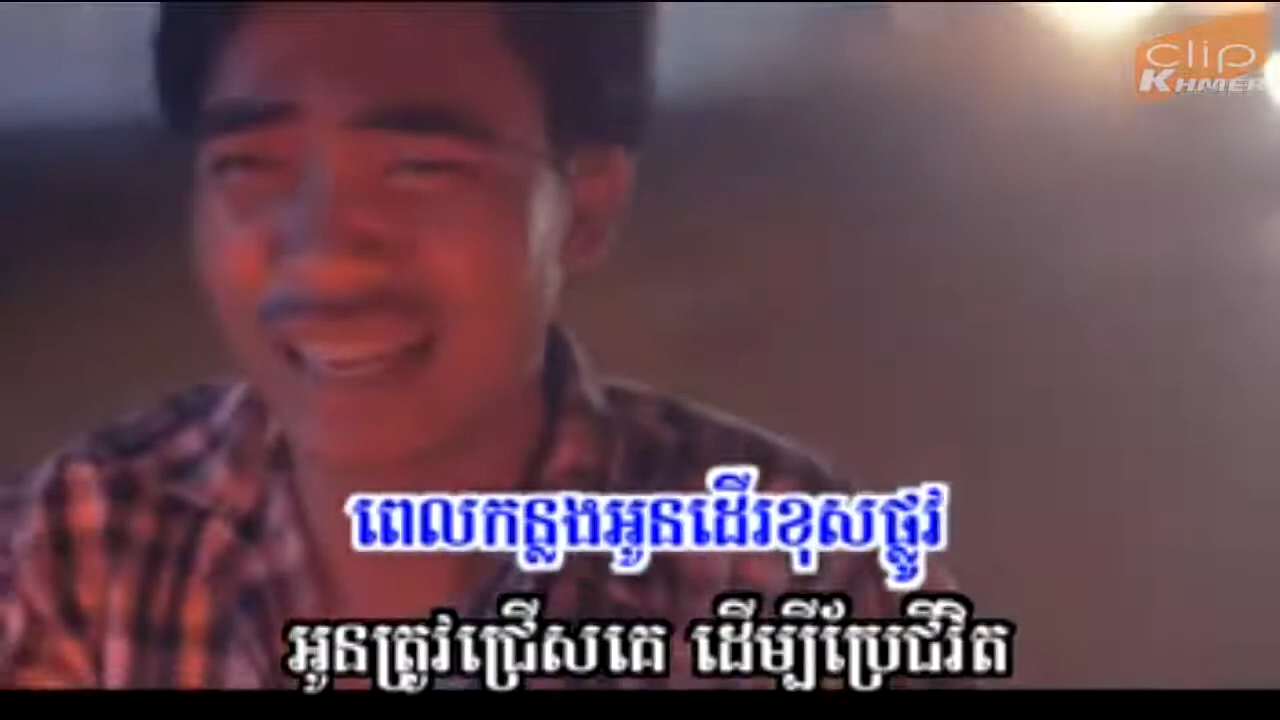 clip
KHMER
ពេលកន្លងអូនដើរខុសផ្លូវ
អូនត្រូវជ្រើសគេ ដើម្បីប្រែជីវិត